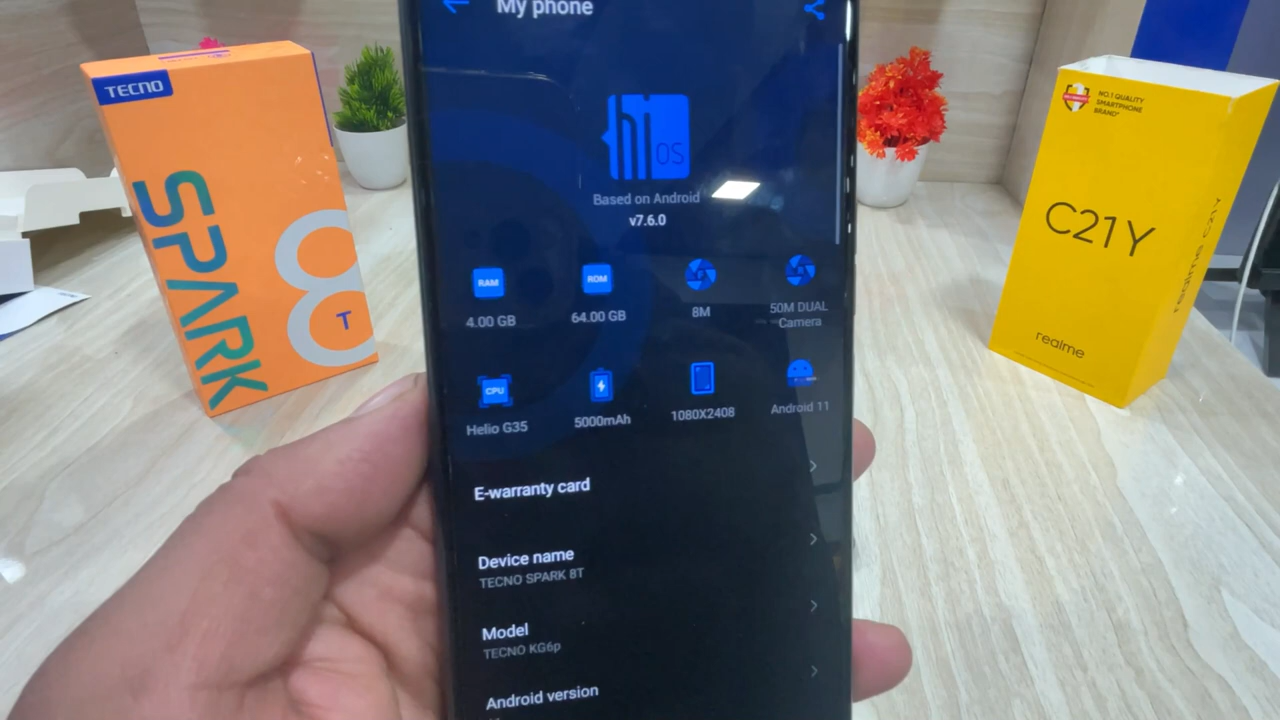 TECNO
SPARK
8
T
My phone
hi
OS
Based on Android
v7.6.0
RAM
4.00 GB
ROM
64.00 GB
8M
50M DUAL
Camera
CPU
Helio G35
5000mAh
1080X2408
Android 11
E-warranty card
Device name
TECNO SPARK 8T
Model
TECNO KG6p
Android version
NO.1 QUALITY
SMARTPHONE
BRAND*
C21Y
realme
realme C21Y